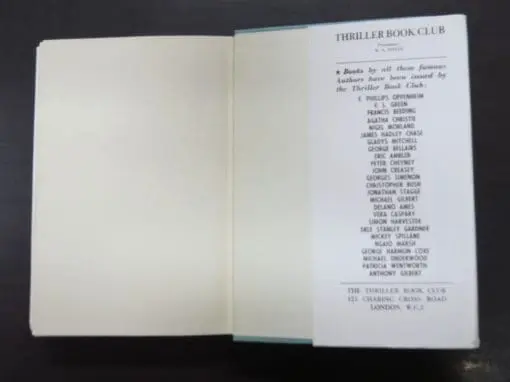 THRILLER BOOK CLUB
★ Books by all these famous
Authors have been issued by
the Thriller Book Club:
E. PHILLIPS OPPENHEIM
F. L. GREEN
FRANCIS BEEDING
AGATHA CHRISTIE
NIGEL MORLAND
JAMES HADLEY CHASE
GLADYS MITCHELL
GEORGE BELLAIRS
ERIC AMBLER
PETER CHEYNEY
JOHN CREASEY
GEORGES SIMENON
CHRISTOPHER BUSH
JONATHAN STAGGE
MICHAEL GILBERT
DELANO AMES
VERA CASPARY
SIMON HARVESTER
ERLE STANLEY GARDNER
MICKEY SPILLANE
NGAIO MARSH
GEORGE HARMON COXE
MICHAEL UNDERWOOD
PATRICIA WENTWORTH
ANTHONY GILBERT
THE THRILLER BOOK CLUB
121 CHARING CROSS ROAD
LONDON, W.C.2